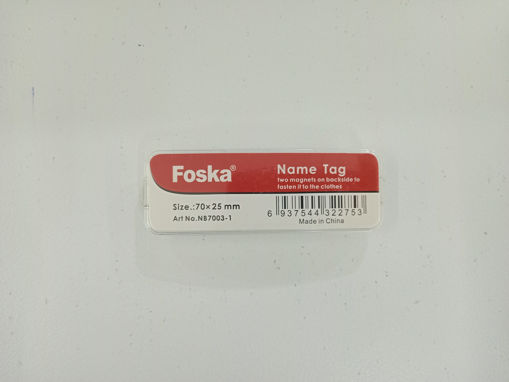 Foska®
Name Tag
two magnets on backside to
fasten it to the clothes
Size.:70×25 mm
Art No.NB7003-1
6 937544 322753
Made in China